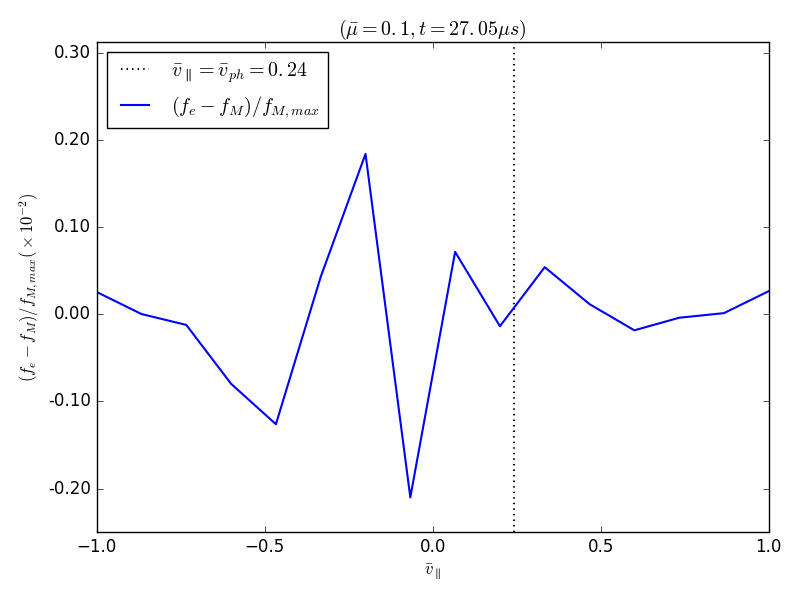 (μ̄ = 0.1, t = 27.05μs)
0.30
v̄∥ = v̄ph = 0.24
(fe − fM)/fM,max
0.20
0.10
0.00
-0.10
-0.20
(fe − fM)/fM,max(×10⁻²)
−1.0 −0.5 0.0 0.5 1.0
v̄∥